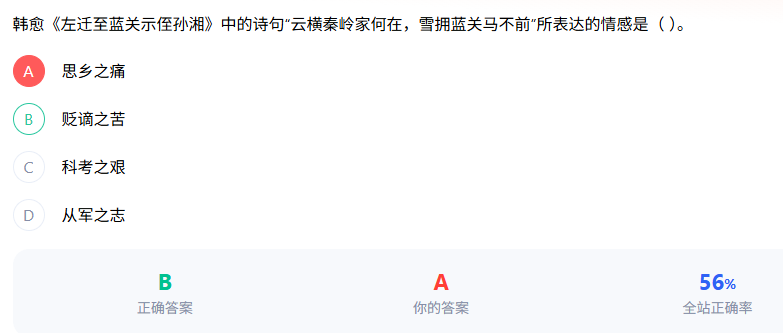 韩愈《左迁至蓝关示侄孙湘》中的诗句"云横秦岭家何在，雪拥蓝关马不前"所表达的情感是（ ）。
A 思乡之痛
B 贬谪之苦
C 科考之艰
D 从军之志
B A 56%
正确答案 你的答案 全站正确率